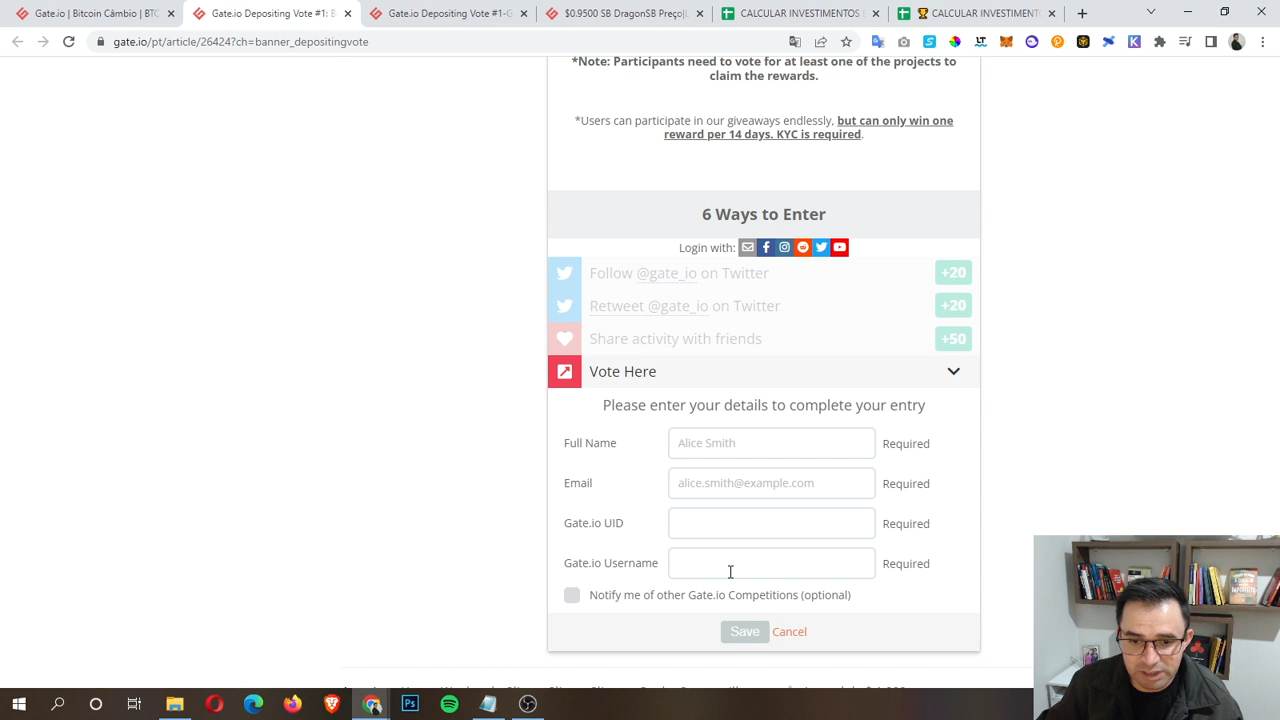 Gate.io | Bitcoin Câmbio | BTC
Gate.io Depositing Vote #1: B
Gate.io Depositing Vote #1-G
$0.9500 SB DragnSB Preço|L
CALCULAR INVESTIMENTOS
CALCULAR INVESTIMENT
gate.io/pt/article/26424?ch=banner_depositingvote
*Note: Participants need to vote for at least one of the projects to
claim the rewards.
*Users can participate in our giveaways endlessly, but can only win one
reward per 14 days. KYC is required.
6 Ways to Enter
Login with:
Follow @gate_io on Twitter +20
Retweet @gate_io on Twitter +20
Share activity with friends +50
Vote Here
Please enter your details to complete your entry
Full Name Alice Smith Required
Email alice.smith@example.com Required
Gate.io UID Required
Gate.io Username Required
Notify me of other Gate.io Competitions (optional)
Save Cancel